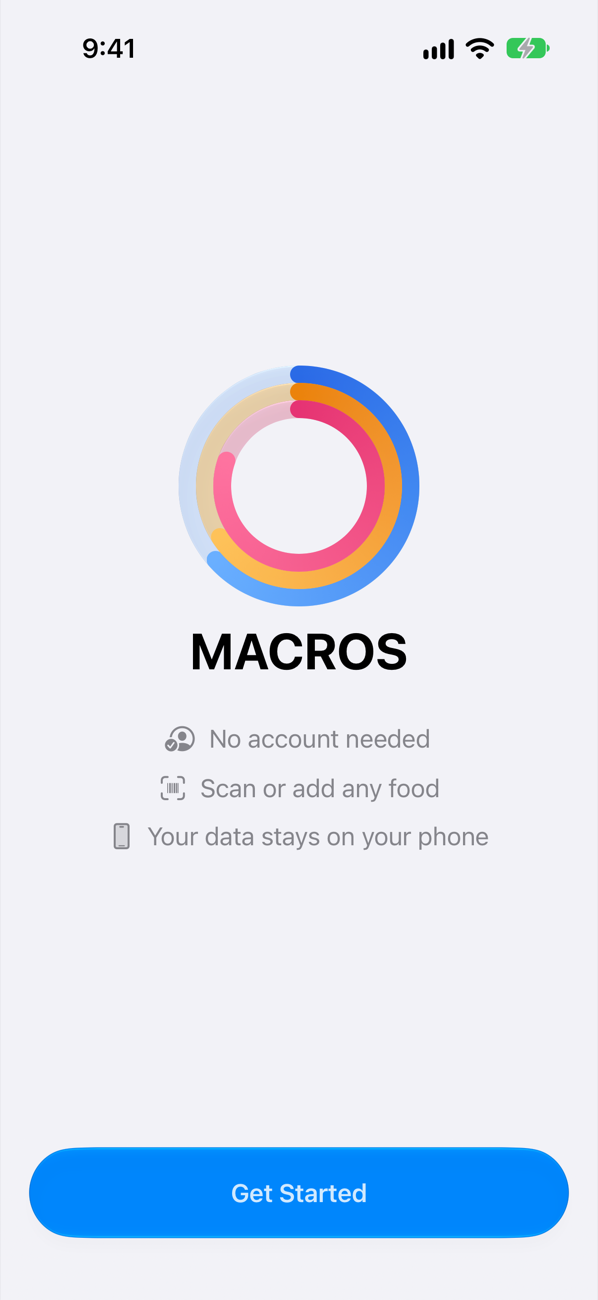 9:41
MACROS
No account needed
Scan or add any food
Your data stays on your phone
Get Started